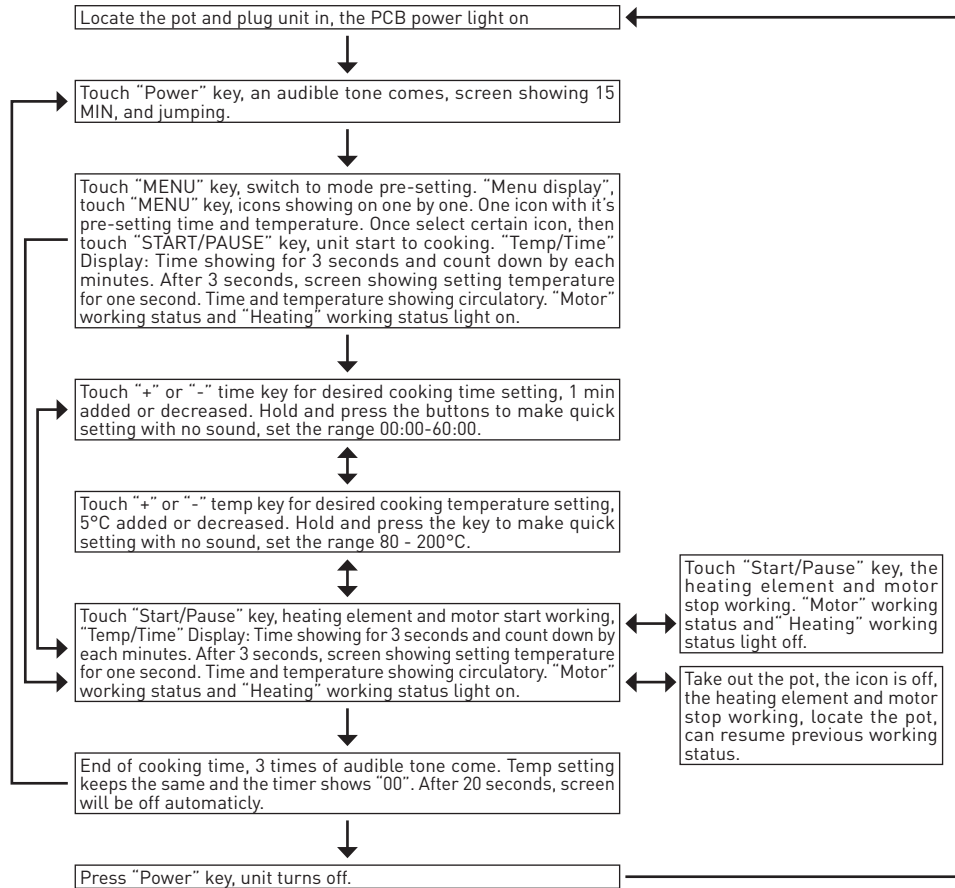 Locate the pot and plug unit in, the PCB power light on
Touch “Power” key, an audible tone comes, screen showing 15
MIN, and jumping.
Touch “MENU” key, switch to mode pre-setting. “Menu display”,
touch “MENU” key, icons showing on one by one. One icon with it’s
pre-setting time and temperature. Once select certain icon, then
touch “START/PAUSE” key, unit start to cooking. “Temp/Time”
Display: Time showing for 3 seconds and count down by each
minutes. After 3 seconds, screen showing setting temperature
for one second. Time and temperature showing circulatory. “Motor”
working status and “Heating” working status light on.
Touch “+” or “-” time key for desired cooking time setting, 1 min
added or decreased. Hold and press the buttons to make quick
setting with no sound, set the range 00:00-60:00.
Touch “+” or “-” temp key for desired cooking temperature setting,
5°C added or decreased. Hold and press the key to make quick
setting with no sound, set the range 80 - 200°C.
Touch “Start/Pause” key, heating element and motor start working,
“Temp/Time” Display: Time showing for 3 seconds and count down by
each minutes. After 3 seconds, screen showing setting temperature
for one second. Time and temperature showing circulatory. “Motor”
working status and “Heating” working status light on.
Touch “Start/Pause” key, the
heating element and motor
stop working. “Motor” working
status and“ Heating” working
status light off.
Take out the pot, the icon is off,
the heating element and motor
stop working, locate the pot,
can resume previous working
status.
End of cooking time, 3 times of audible tone come. Temp setting
keeps the same and the timer shows “00”. After 20 seconds, screen
will be off automaticly.
Press “Power” key, unit turns off.